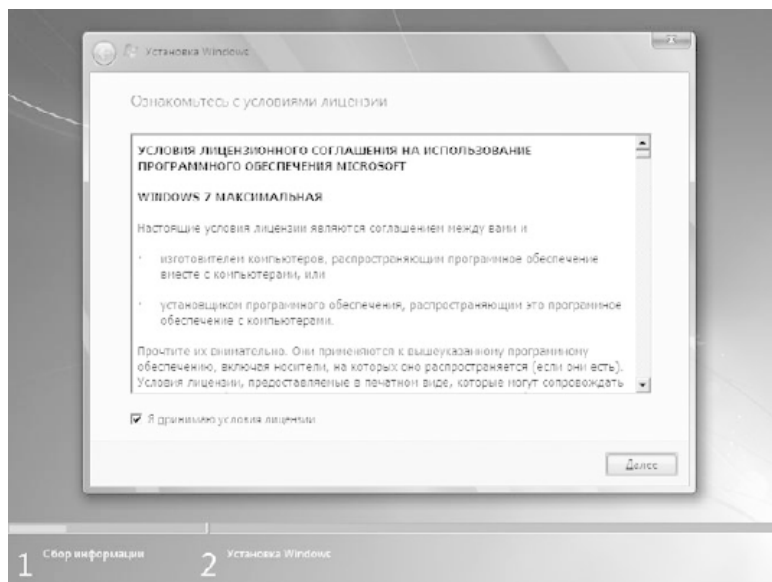 Установка Windows
Ознакомьтесь с условиями лицензии
УСЛОВИЯ ЛИЦЕНЗИОННОГО СОГЛАШЕНИЯ НА ИСПОЛЬЗОВАНИЕ
ПРОГРАММНОГО ОБЕСПЕЧЕНИЯ MICROSOFT
WINDOWS 7 МАКСИМАЛЬНАЯ
Настоящие условия лицензии являются соглашением между вами и
· изготовителем компьютеров, распространяющим программное обеспечение
вместе с компьютерами, или
· установщиком программного обеспечения, распространяющим это программное
обеспечение с компьютерами.
Прочтите их внимательно. Они применяются к вышеуказанному программному
обеспечению, включая носители, на которых оно распространяется (если они есть).
Условия лицензии, предоставляемые в печатном виде, которые могут сопровождать
Я принимаю условия лицензии
Далее
1 Сбор информации
2 Установка Windows